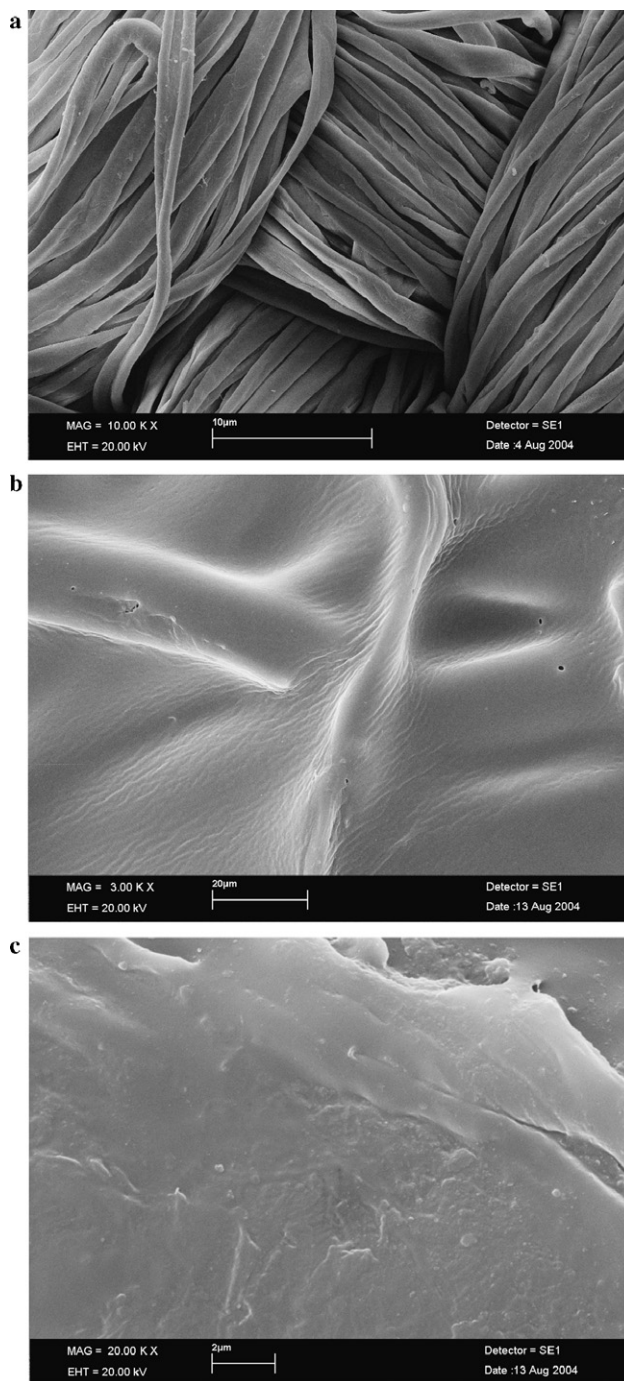 a
MAG = 10.00 K X
10µm
Detector = SE1
EHT = 20.00 kV
Date :4 Aug 2004
b
MAG = 3.00 K X
20µm
Detector = SE1
EHT = 20.00 kV
Date :13 Aug 2004
c
MAG = 20.00 K X
2µm
Detector = SE1
EHT = 20.00 kV
Date :13 Aug 2004